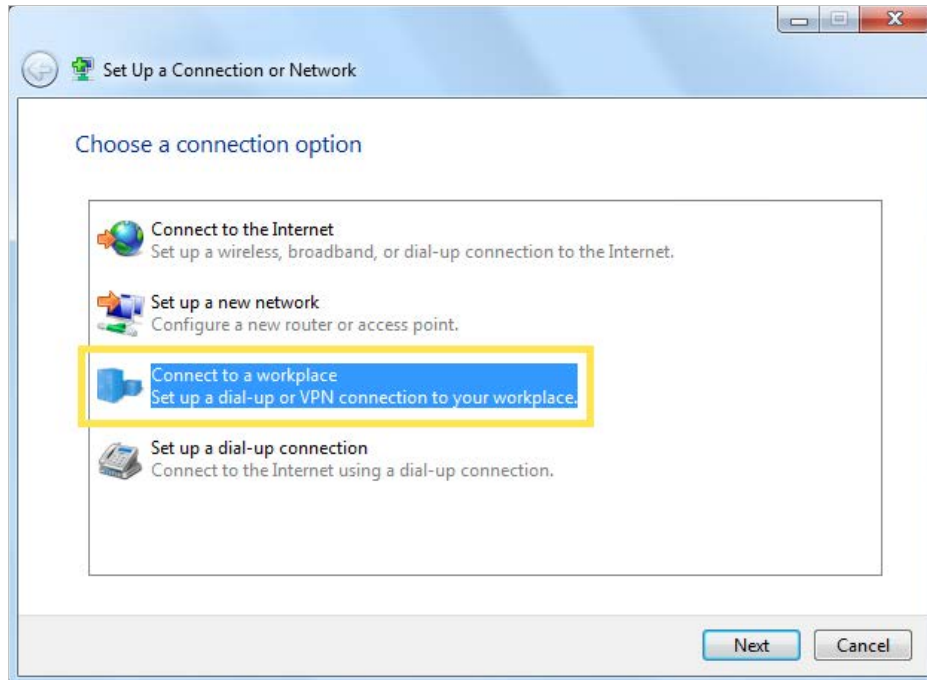 Set Up a Connection or Network
Choose a connection option
Connect to the Internet
Set up a wireless, broadband, or dial-up connection to the Internet.
Set up a new network
Configure a new router or access point.
Connect to a workplace
Set up a dial-up or VPN connection to your workplace.
Set up a dial-up connection
Connect to the Internet using a dial-up connection.
Next Cancel